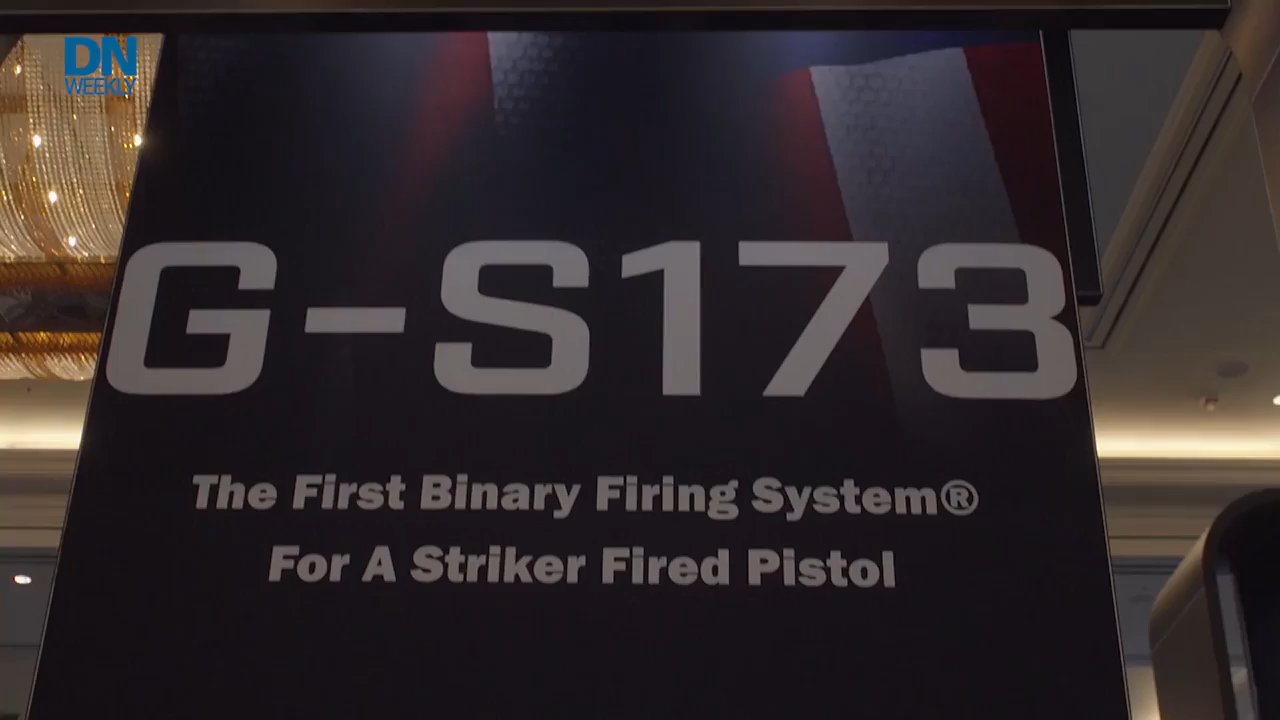 DN
WEEKLY
G-S173
The First Binary Firing System®
For A Striker Fired Pistol